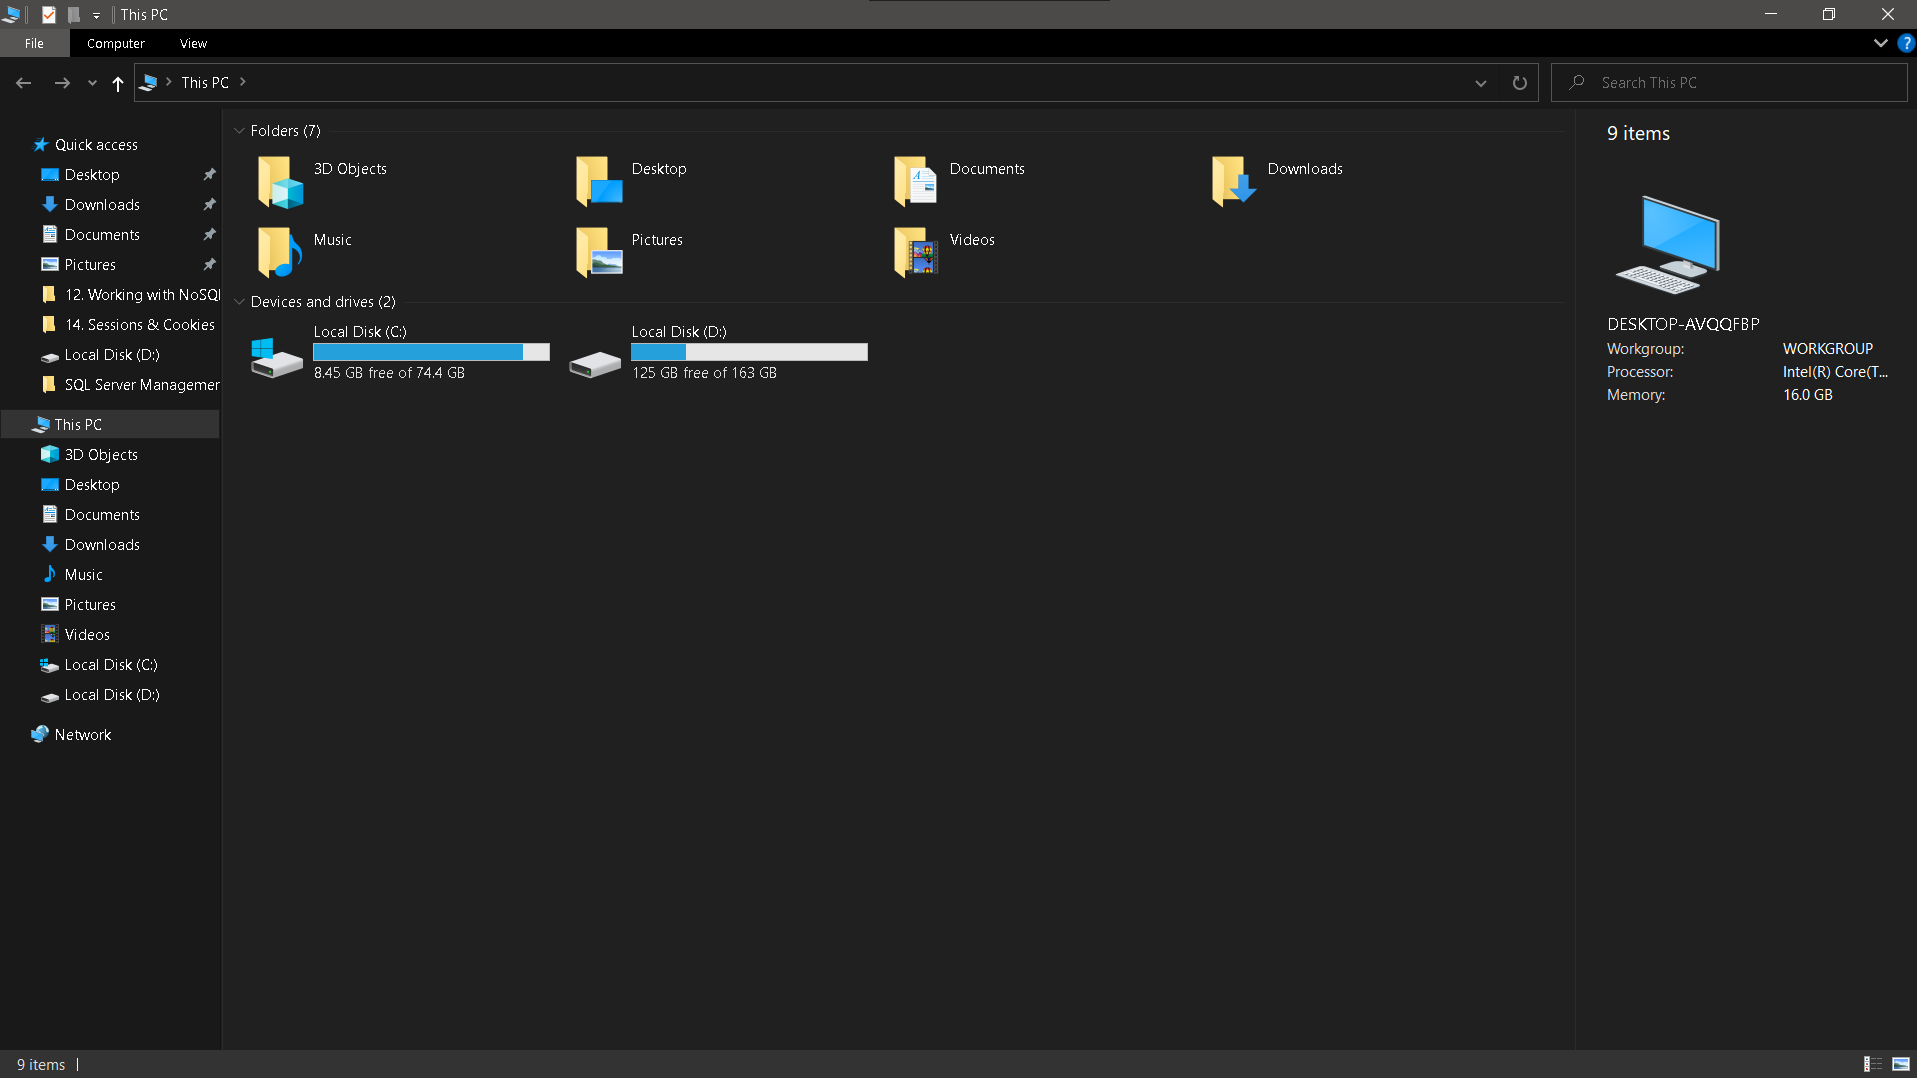 This PC
File
Computer
View
?
This PC
Search This PC
Quick access
Desktop
Downloads
Documents
Pictures
12. Working with NoSQl
14. Sessions & Cookies
Local Disk (D:)
SQL Server Managemer
This PC
3D Objects
Desktop
Documents
Downloads
Music
Pictures
Videos
Local Disk (C:)
Local Disk (D:)
Network
Folders (7)
3D Objects
Desktop
Documents
Downloads
Music
Pictures
Videos
Devices and drives (2)
Local Disk (C:)
8.45 GB free of 74.4 GB
Local Disk (D:)
125 GB free of 163 GB
9 items
DESKTOP-AVQQFBP
Workgroup: WORKGROUP
Processor: Intel(R) Core(T...
Memory: 16.0 GB
9 items